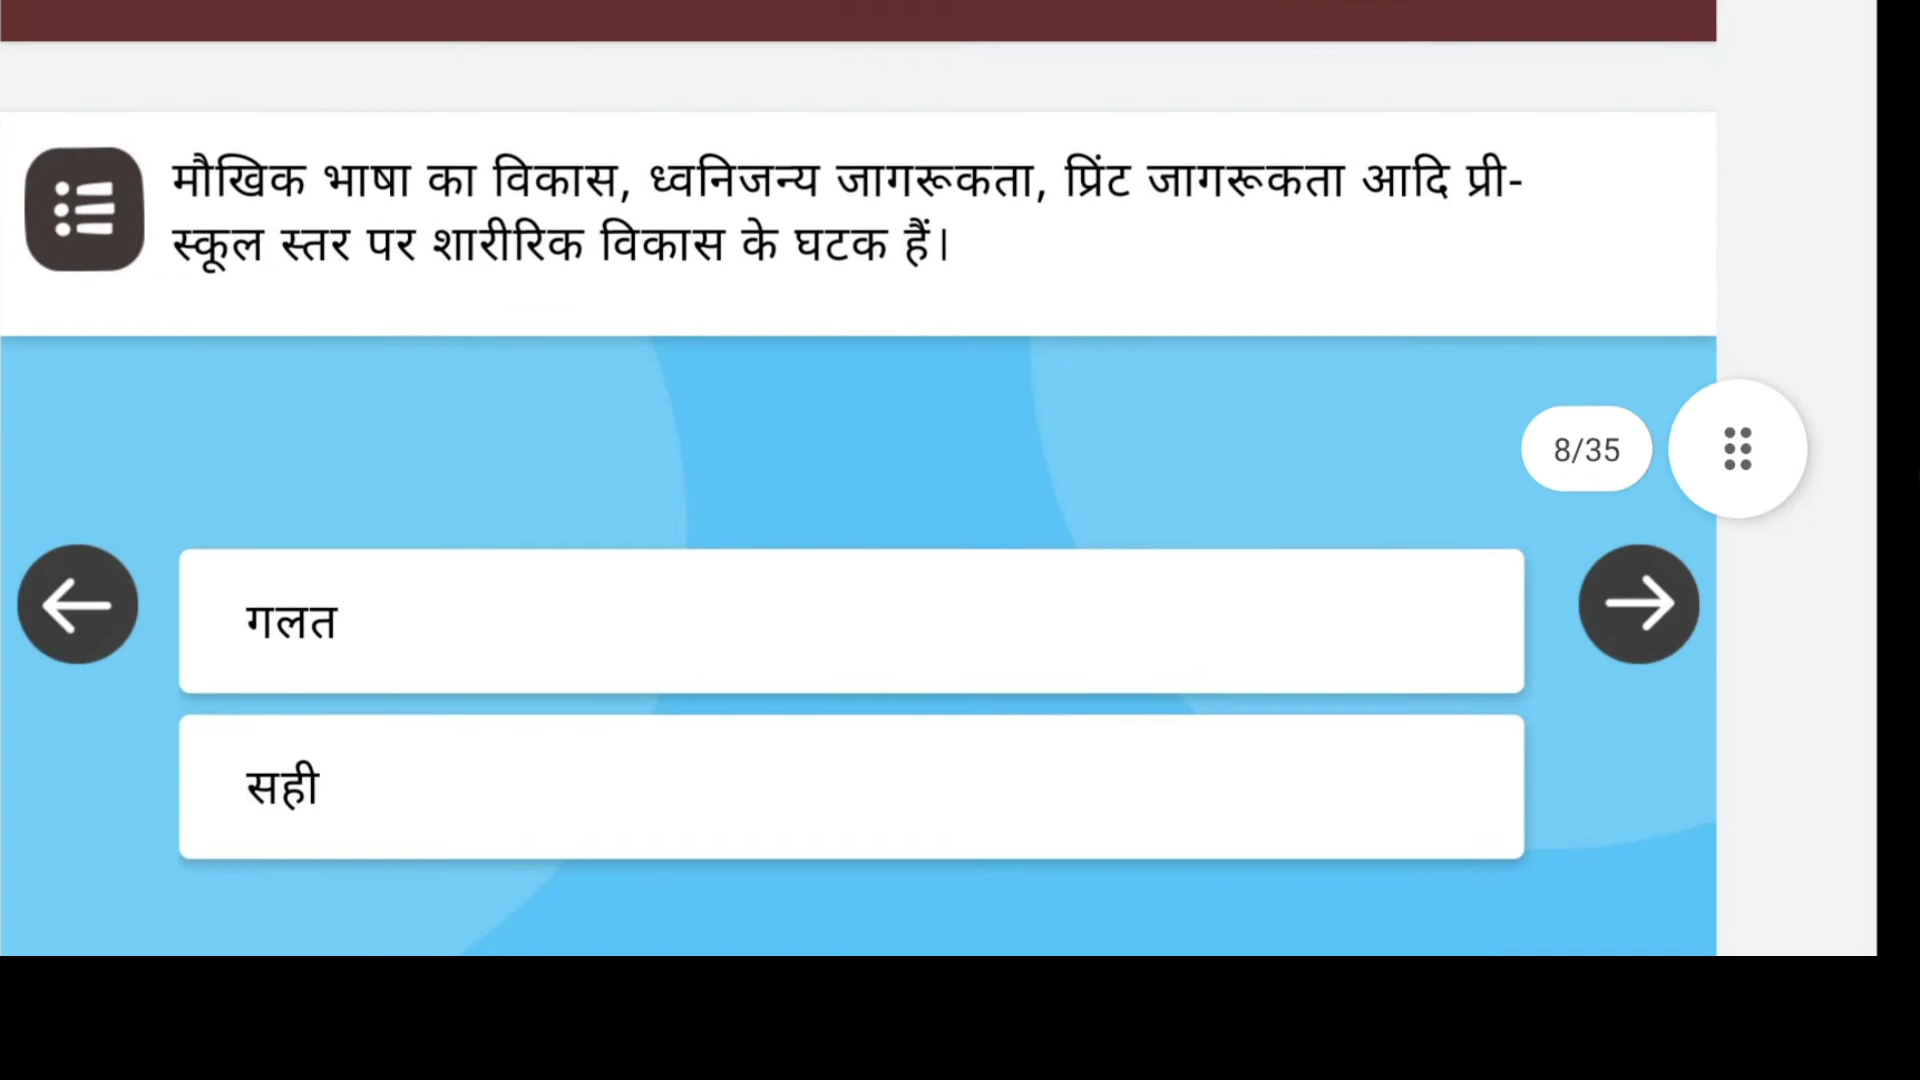 मौखिक भाषा का विकास, ध्वनिजन्य जागरूकता, प्रिंट जागरूकता आदि प्री-
स्कूल स्तर पर शारीरिक विकास के घटक हैं।
8/35
गलत
सही